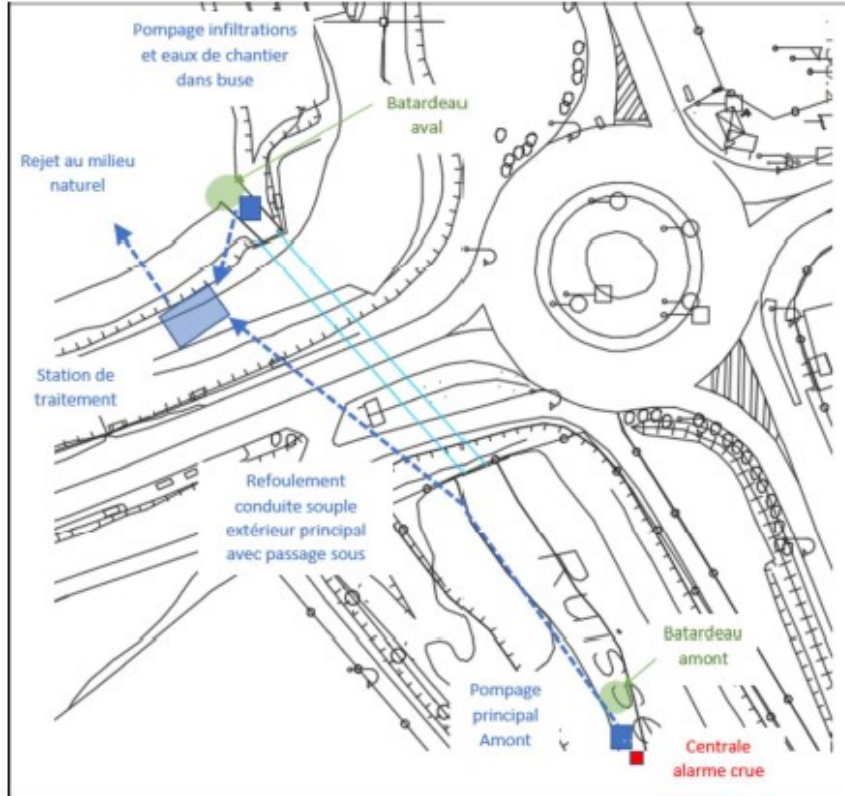 Pompage infiltrations
et eaux de chantier
dans buse
Batardeau
aval
Rejet au milieu
naturel
Station de
traitement
Refoulement
conduite souple
extérieur principal
avec passage sous
Ruisse
Batardeau
amont
Pompage
principal
Amont
Centrale
alarme crue